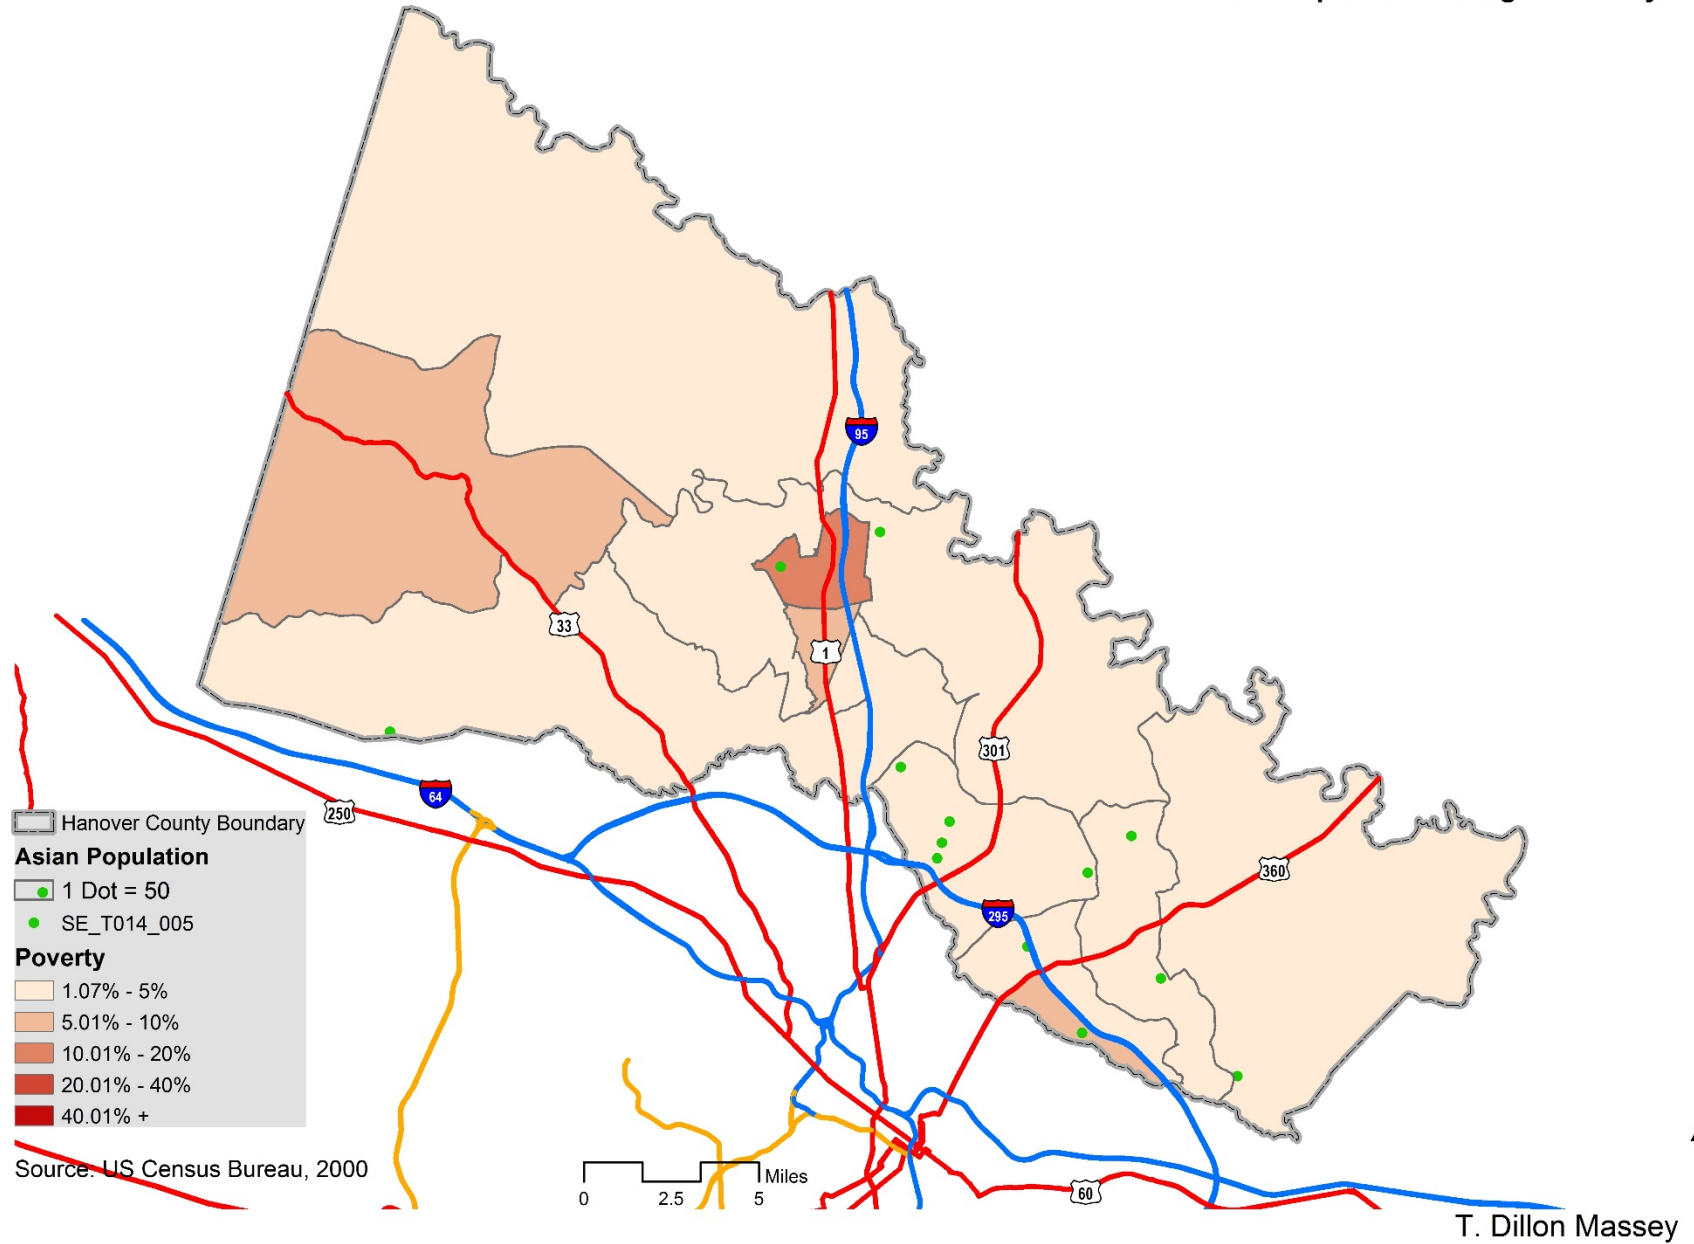 95
33
1
301
64
250
360
295
Hanover County Boundary
Asian Population
1 Dot = 50
SE_T014_005
Poverty
1.07% - 5%
5.01% - 10%
10.01% - 20%
20.01% - 40%
40.01% +
Source: US Census Bureau, 2000
Miles
0 2.5 5
60
T. Dillon Massey